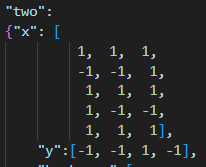 "two":
{"x": [
1, 1, 1,
-1, -1, 1,
1, 1, 1,
1, -1, -1,
1, 1, 1],
"y":[-1, -1, 1, -1],